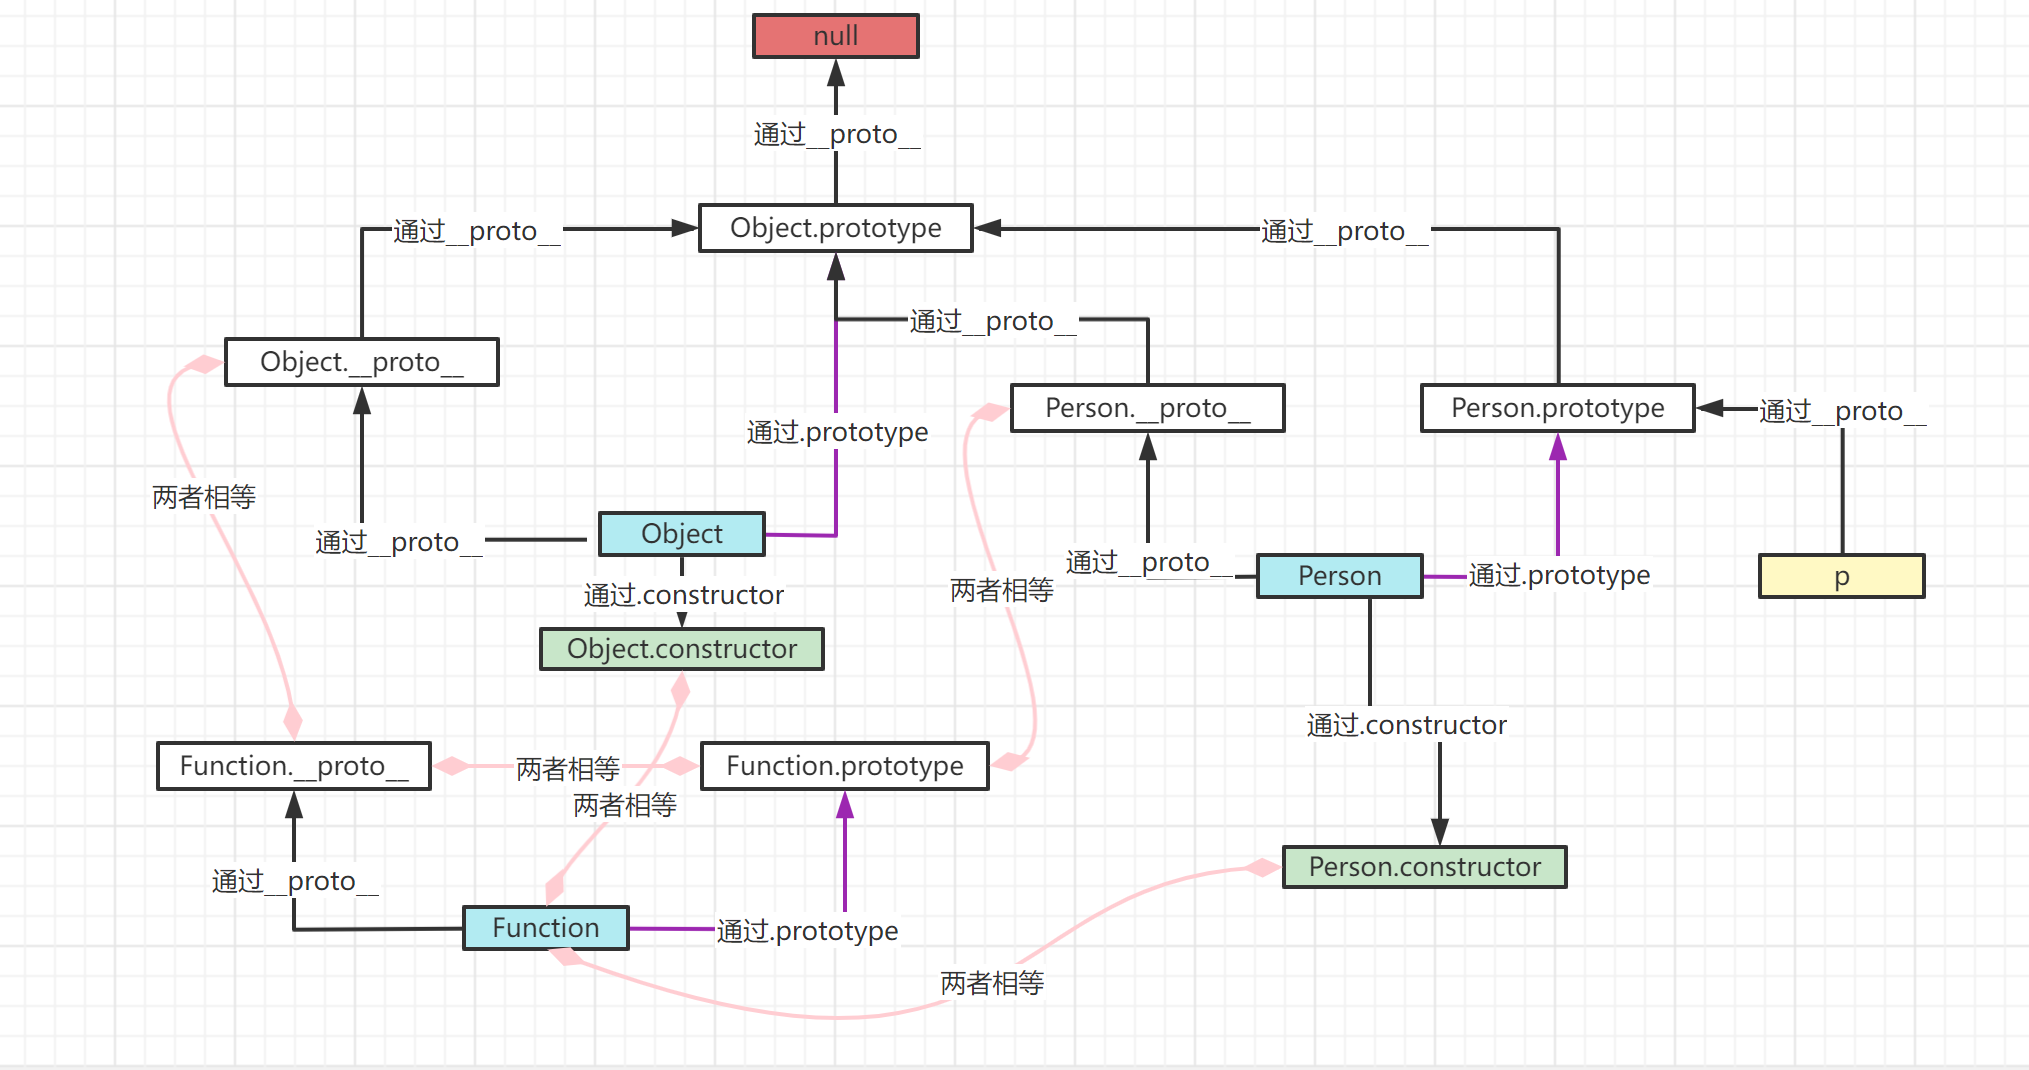 null
通过__proto__
Object.prototype
通过__proto__
通过__proto__
通过__proto__
Object.__proto__
Person.__proto__
Person.prototype
通过__proto__
通过.prototype
两者相等
通过__proto__
Object
通过__proto__
Person
通过.prototype
p
通过.constructor
两者相等
Object.constructor
通过.constructor
Function.__proto__
两者相等
Function.prototype
两者相等
通过__proto__
Person.constructor
Function
通过.prototype
两者相等